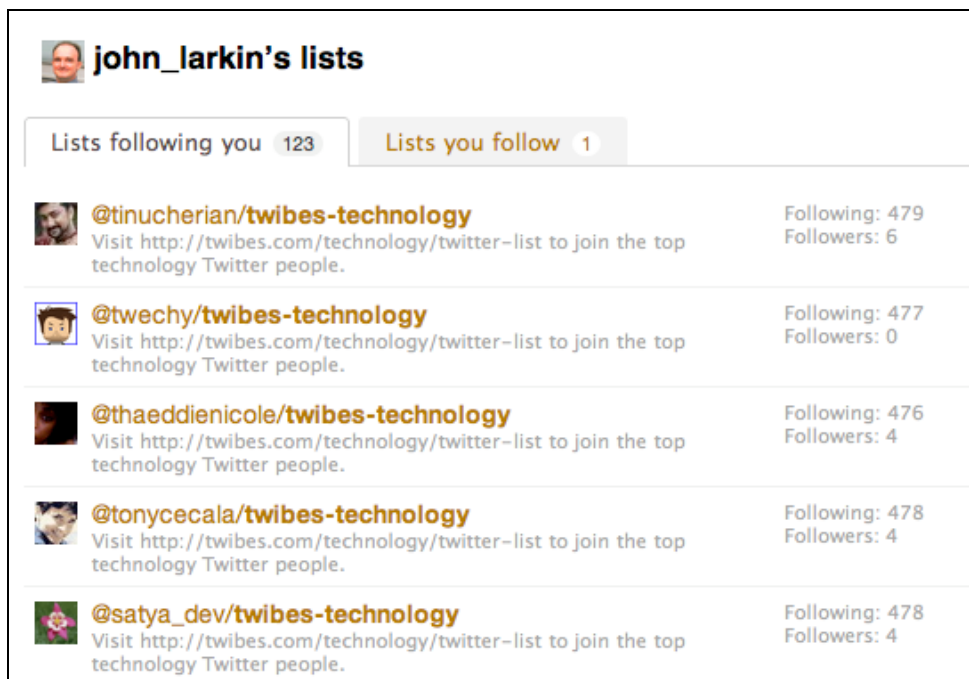 john_larkin’s lists
Lists following you 123
Lists you follow 1
@tinucherian/twibes-technology
Visit http://twibes.com/technology/twitter-list to join the top
technology Twitter people.
Following: 479
Followers: 6
@twechy/twibes-technology
Visit http://twibes.com/technology/twitter-list to join the top
technology Twitter people.
Following: 477
Followers: 0
@thaeddienicole/twibes-technology
Visit http://twibes.com/technology/twitter-list to join the top
technology Twitter people.
Following: 476
Followers: 4
@tonycecala/twibes-technology
Visit http://twibes.com/technology/twitter-list to join the top
technology Twitter people.
Following: 478
Followers: 4
@satya_dev/twibes-technology
Visit http://twibes.com/technology/twitter-list to join the top
technology Twitter people.
Following: 478
Followers: 4